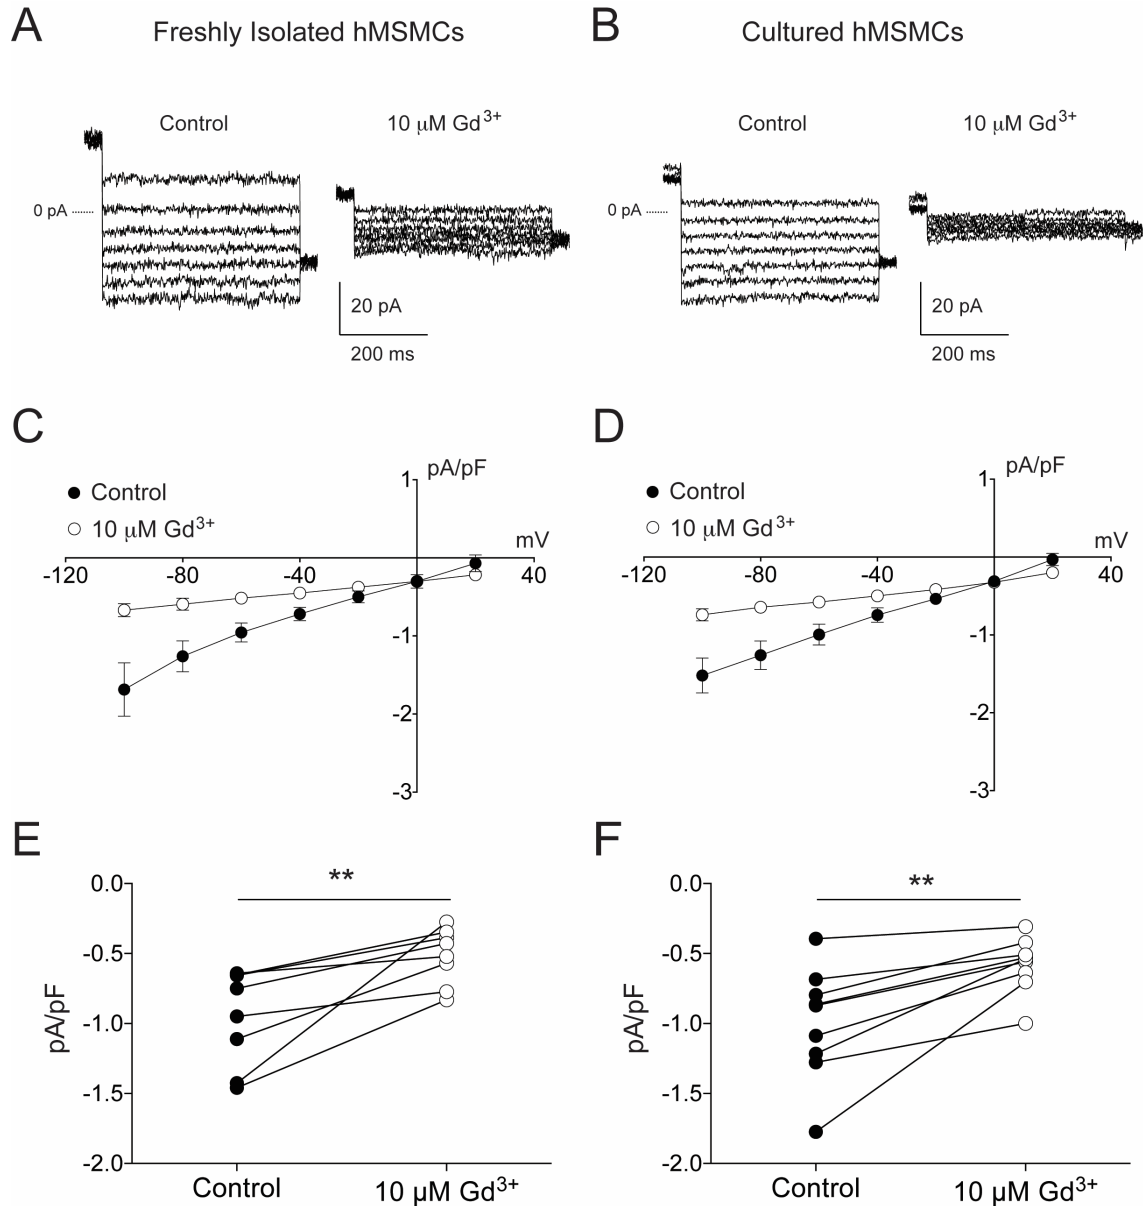 A
Freshly Isolated hMSMCs
B
Cultured hMSMCs
Control
10 μM Gd³⁺
Control
10 μM Gd³⁺
0 pA
20 pA
200 ms
0 pA
20 pA
200 ms
C
D
1
pA/pF
Control
10 μM Gd³⁺
mV
-120
-80
-40
40
-1
-2
-3
1
pA/pF
Control
10 μM Gd³⁺
mV
-120
-80
-40
40
-1
-2
-3
E
F
**
0.0
-0.5
-1.0
-1.5
-2.0
pA/pF
Control
10 μM Gd³⁺
**
0.0
-0.5
-1.0
-1.5
-2.0
pA/pF
Control
10 μM Gd³⁺